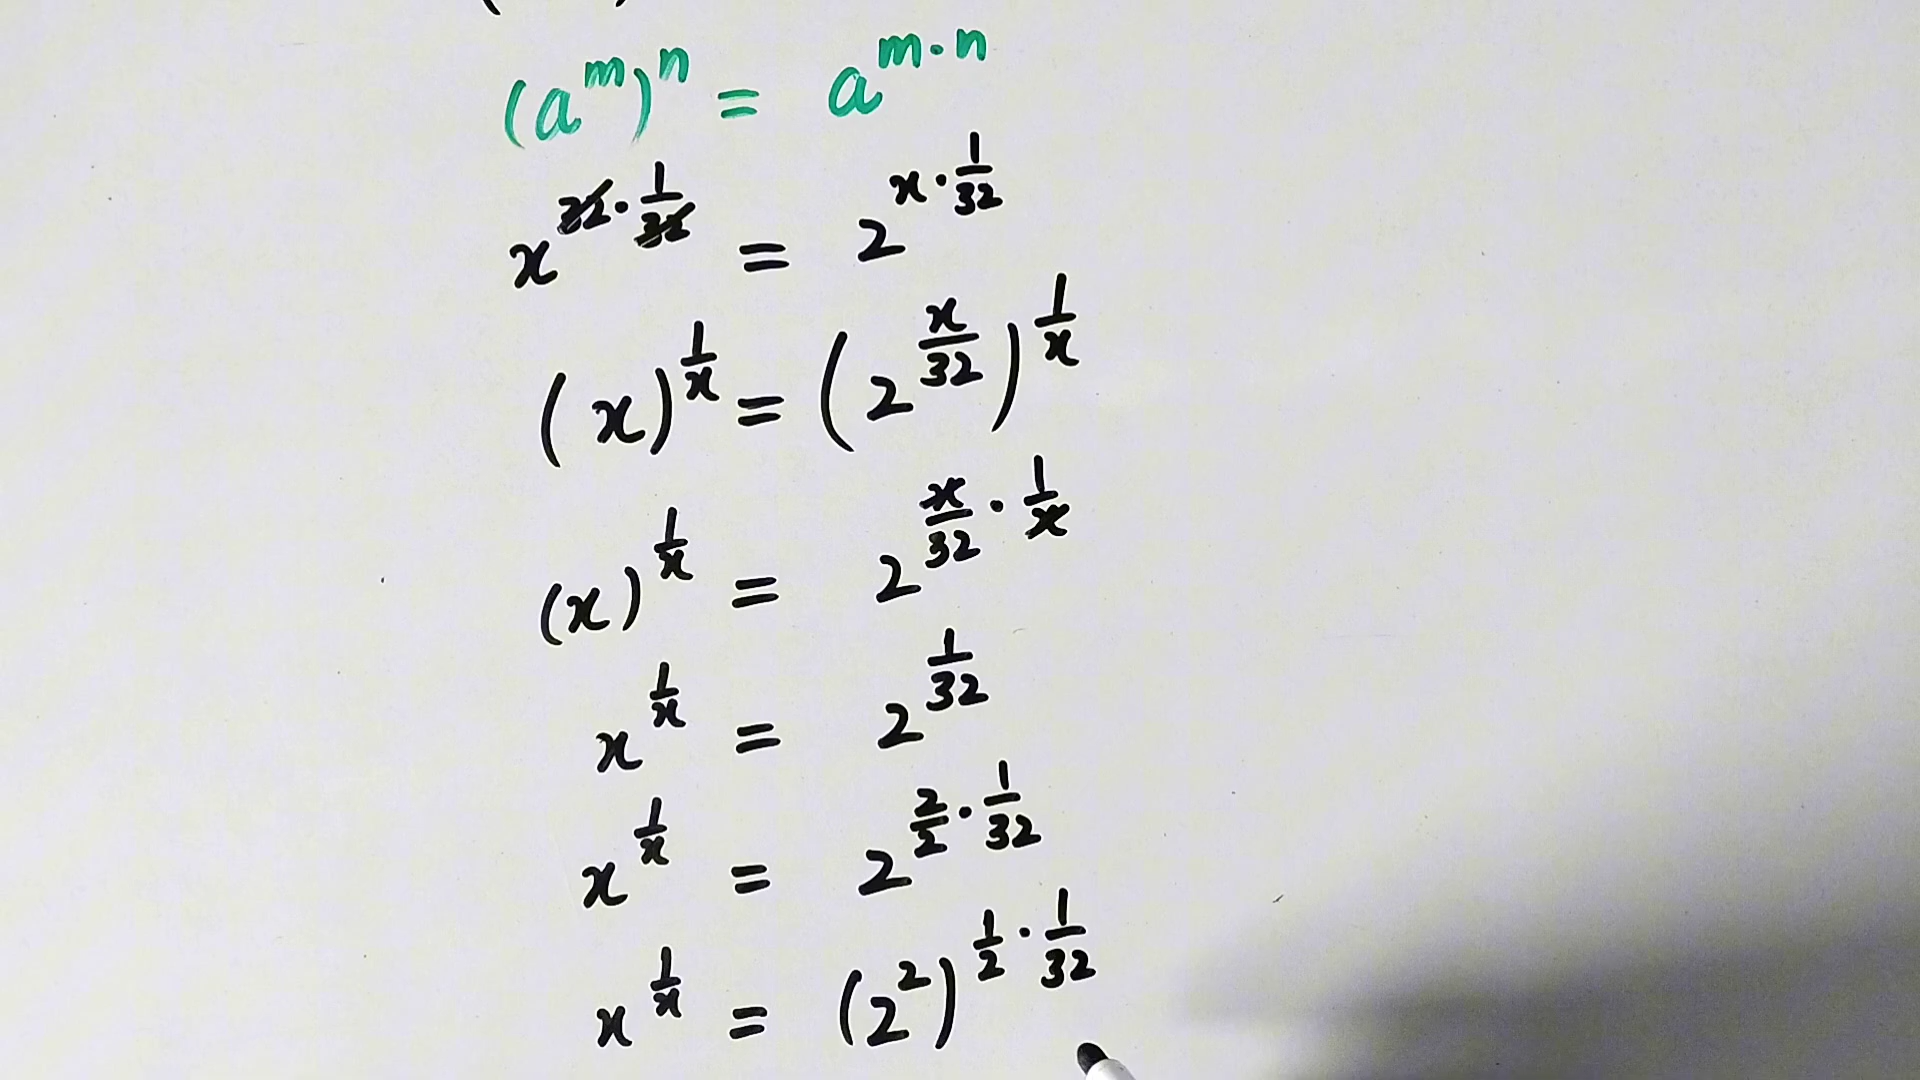 (a^m)^n = a^{m·n}
x^{32·1/32} = 2^{x·1/32}
(x)^{1/x} = (2^{x/32})^{1/x}
(x)^{1/x} = 2^{x/32·1/x}
x^{1/x} = 2^{1/32}
x^{1/x} = 2^{2/2·1/32}
x^{1/x} = (2^2)^{1/2·1/32}